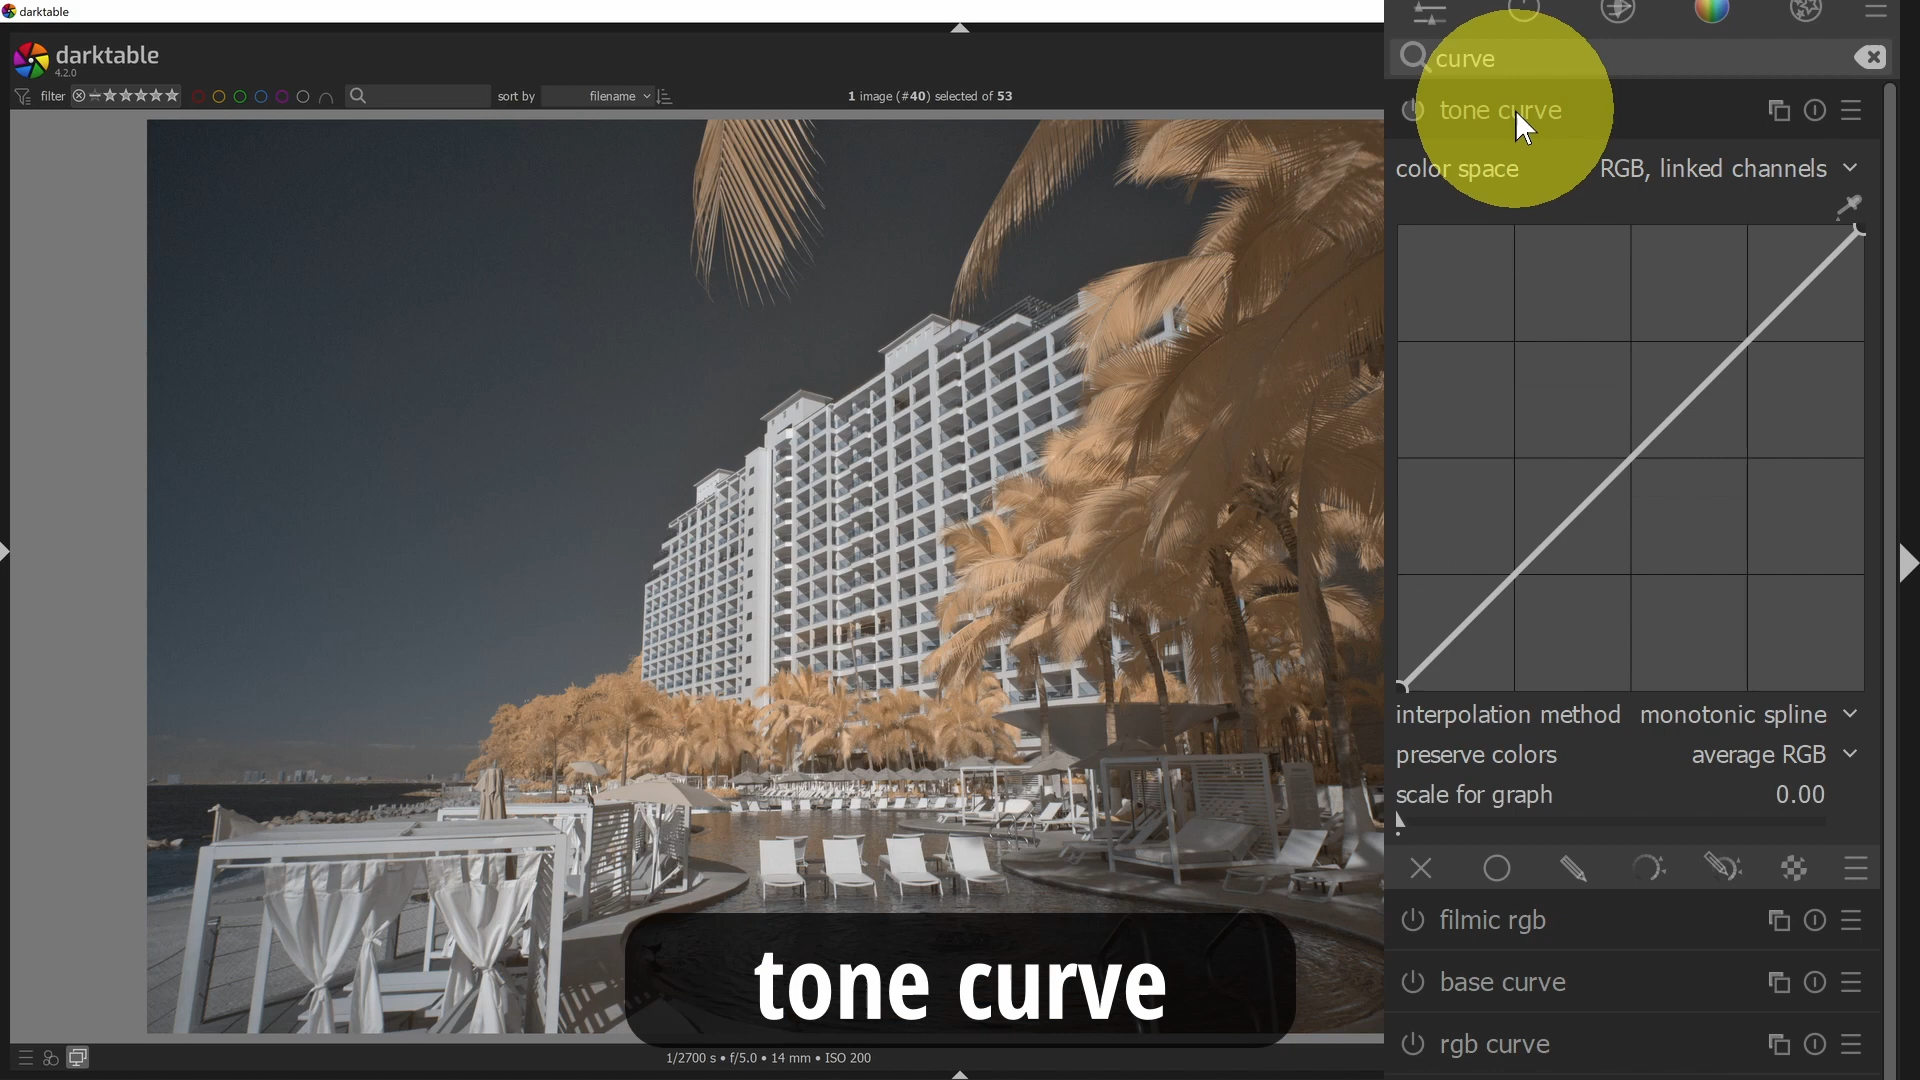 darktable
darktable
4.2.0
filter
sort by
filename
1 image (#40) selected of 53
curve
tone curve
color space
RGB, linked channels
interpolation method
monotonic spline
preserve colors
average RGB
scale for graph
0.00
filmic rgb
base curve
rgb curve
tone curve
1/2700 s • f/5.0 • 14 mm • ISO 200